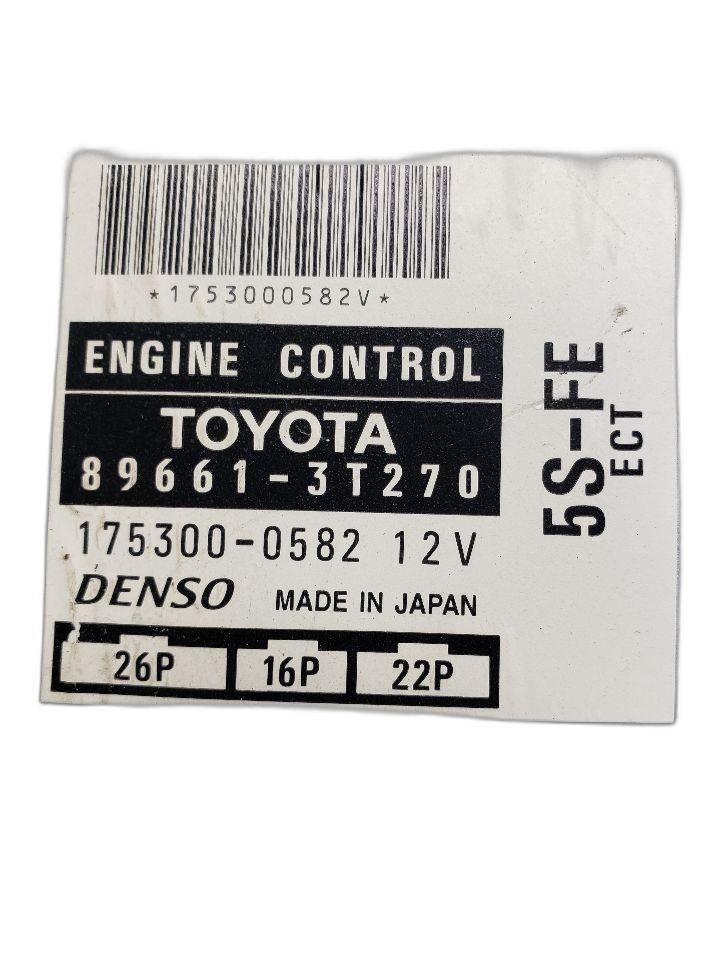 *1753000582V*
ENGINE CONTROL
TOYOTA
89661-3T270
175300-0582 12V
DENSO MADE IN JAPAN
26P 16P 22P
5S-FE
ECT